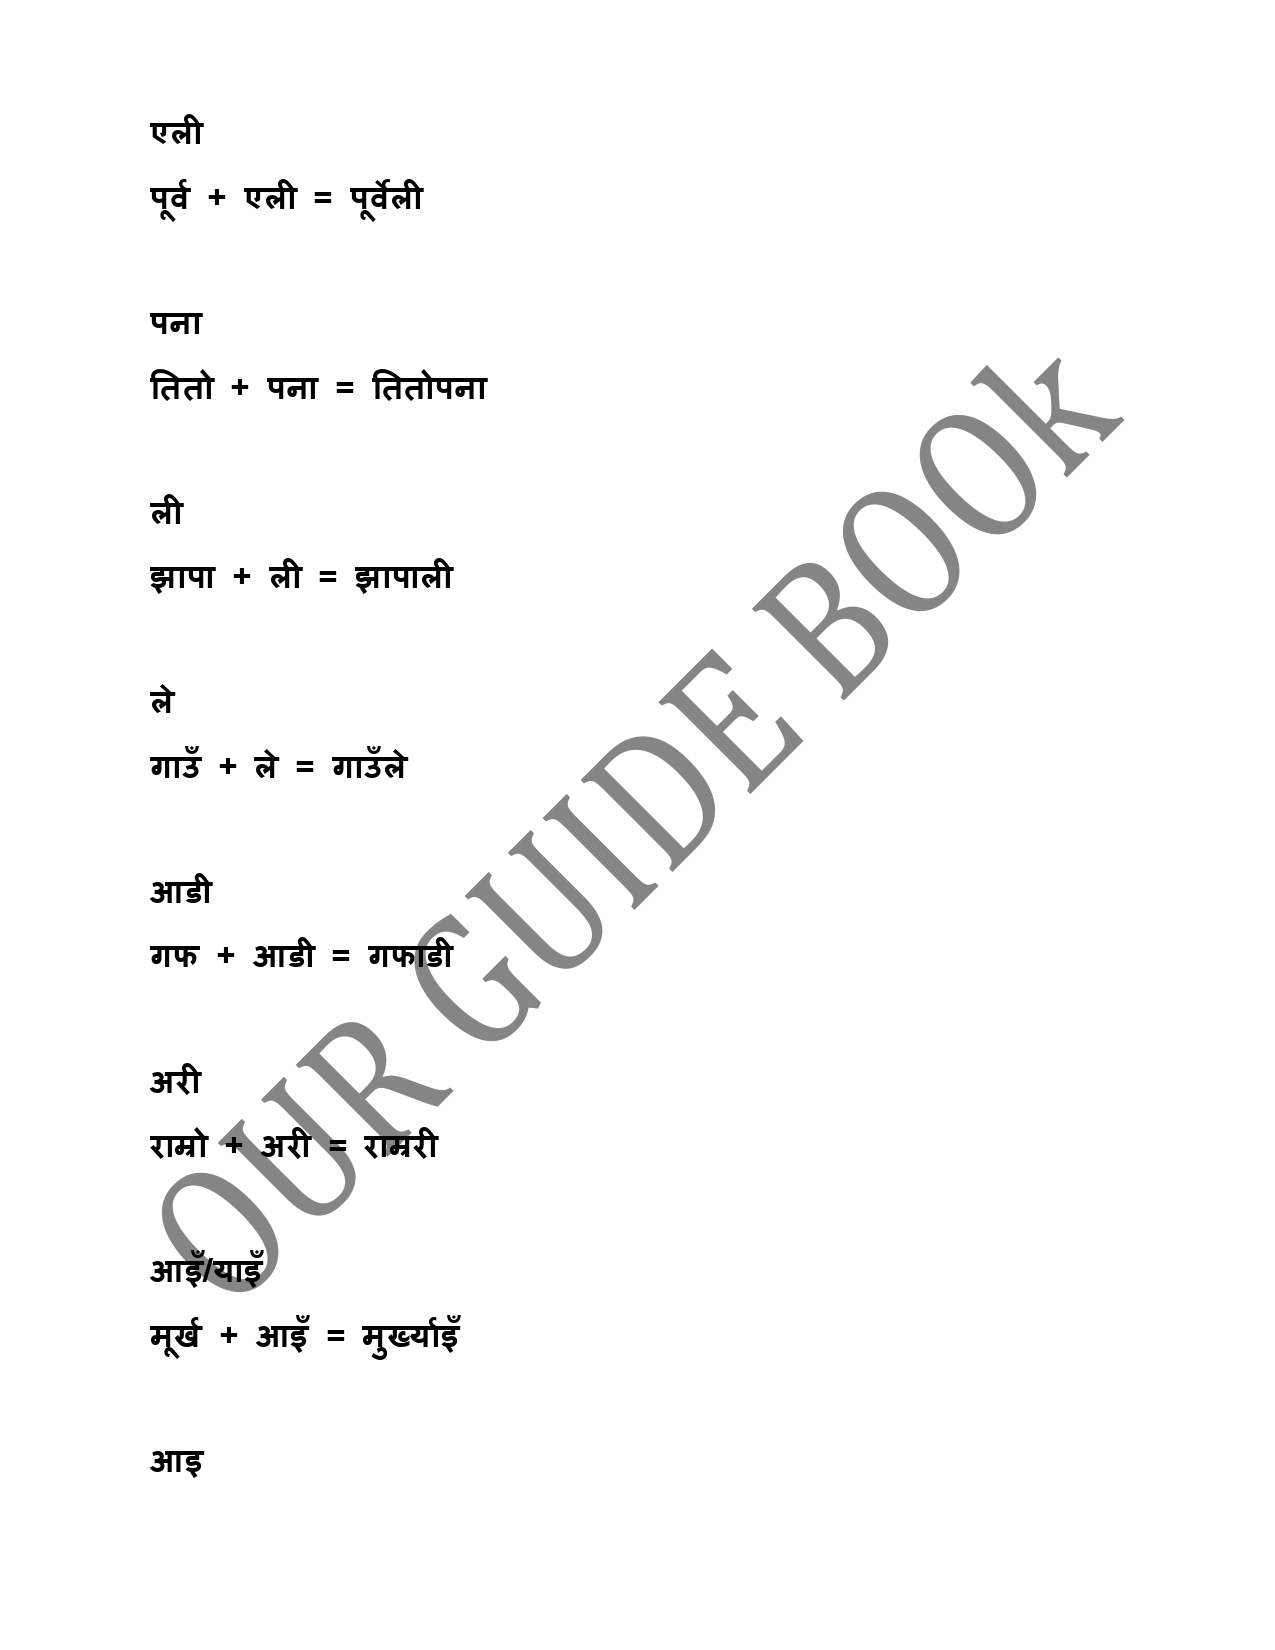 एली
पूर्व + एली = पूर्वेली
पना
तितो + पना = तितोपना
ली
झापा + ली = झापाली
ले
गाउँ + ले = गाउँले
आडी
गफ + आडी = गफाडी
अरी
राम्रो + अरी = राम्ररी
आइँ/याइँ
मूर्ख + आइँ = मुर्ख्याइँ
आइ
OUR GUIDE BOOk